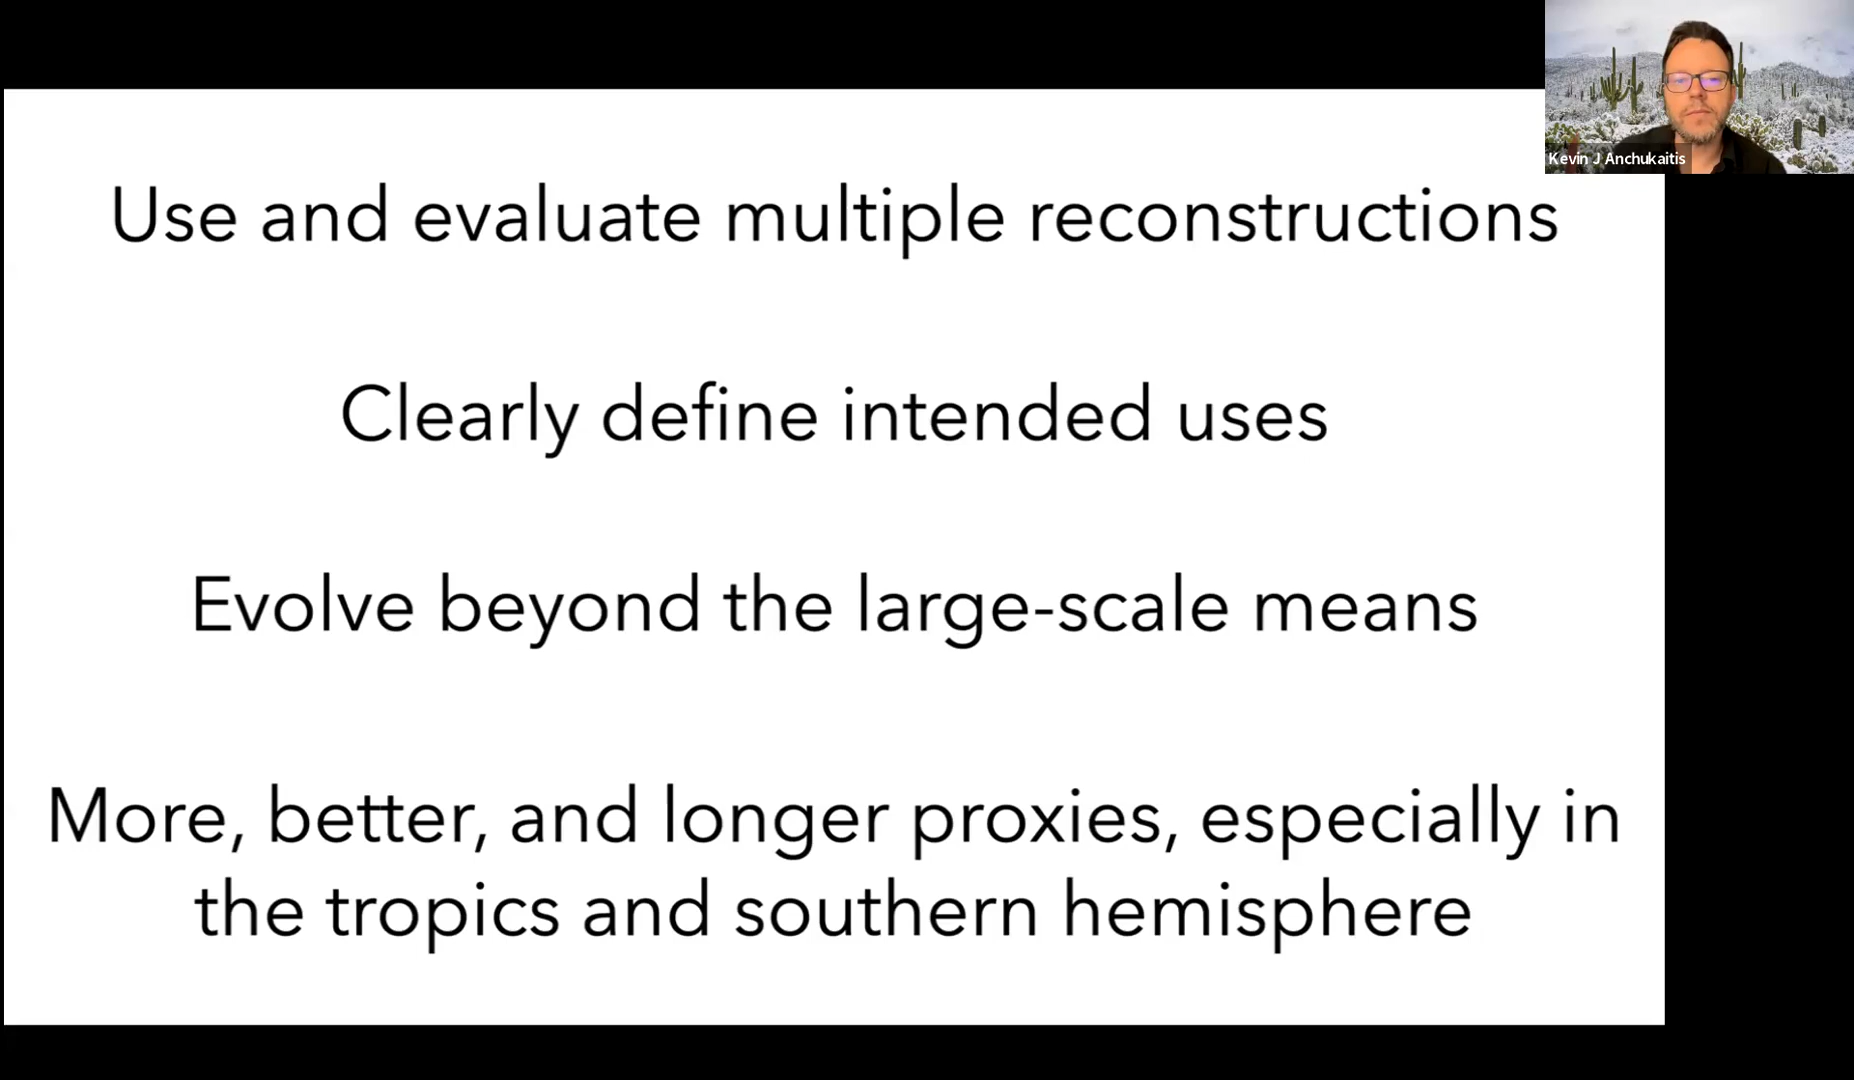 Kevin J Anchukaitis
Use and evaluate multiple reconstructions
Clearly define intended uses
Evolve beyond the large-scale means
More, better, and longer proxies, especially in
the tropics and southern hemisphere